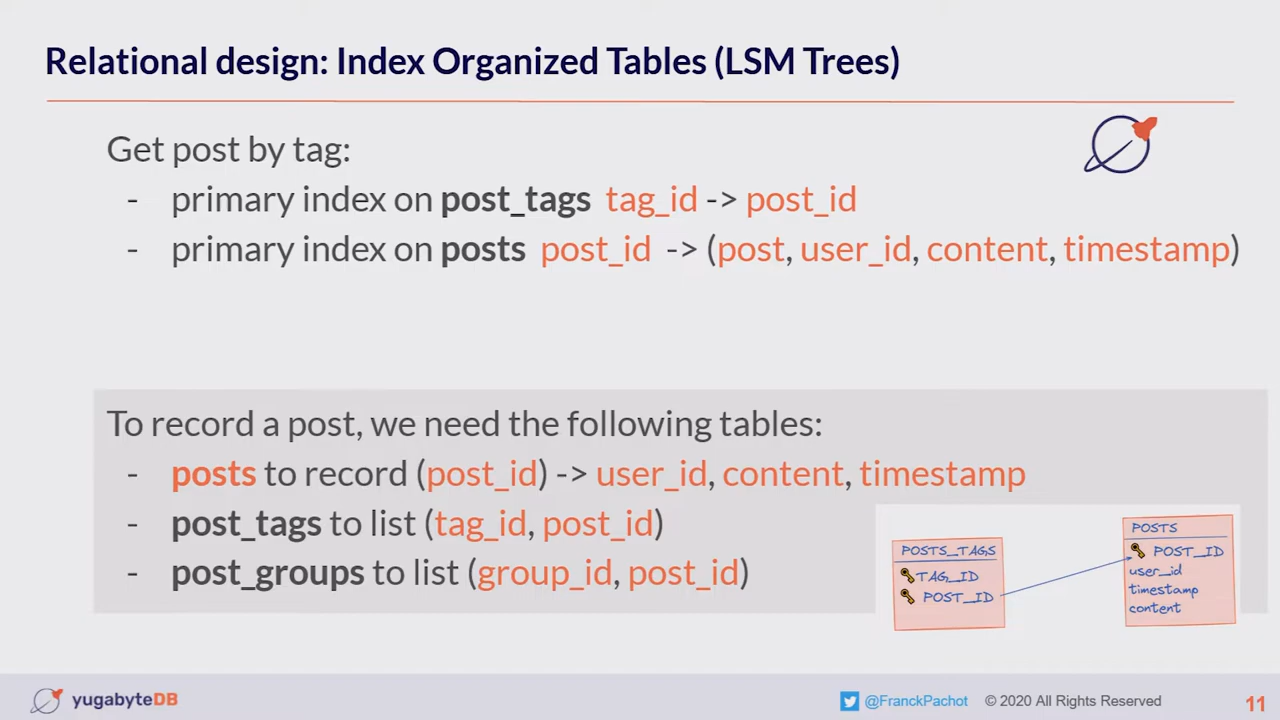 Relational design: Index Organized Tables (LSM Trees)
Get post by tag:
- primary index on post_tags tag_id -> post_id
- primary index on posts post_id -> (post, user_id, content, timestamp)
To record a post, we need the following tables:
- posts to record (post_id) -> user_id, content, timestamp
- post_tags to list (tag_id, post_id)
- post_groups to list (group_id, post_id)
POSTS_TAGS
TAG_ID
POST_ID
POSTS
POST_ID
user_id
timestamp
content
yugabyteDB
@FranckPachot
© 2020 All Rights Reserved
11